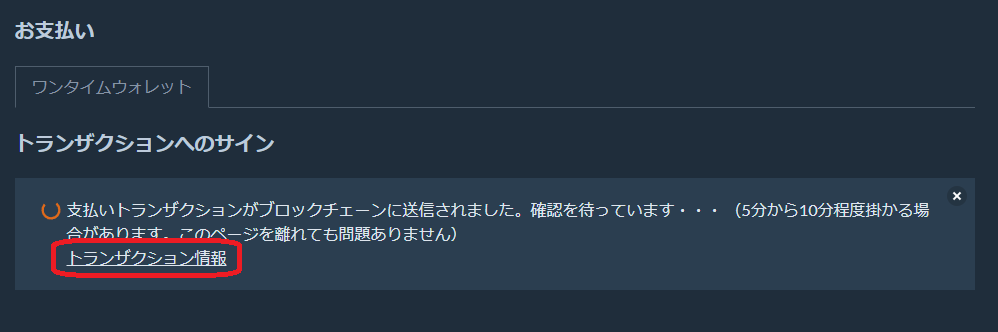 お支払い
ワンタイムウォレット
トランザクションへのサイン
支払いトランザクションがブロックチェーンに送信されました。確認を待っています・・・（5分から10分程度掛かる場
合があります。このページを離れても問題ありません）
トランザクション情報